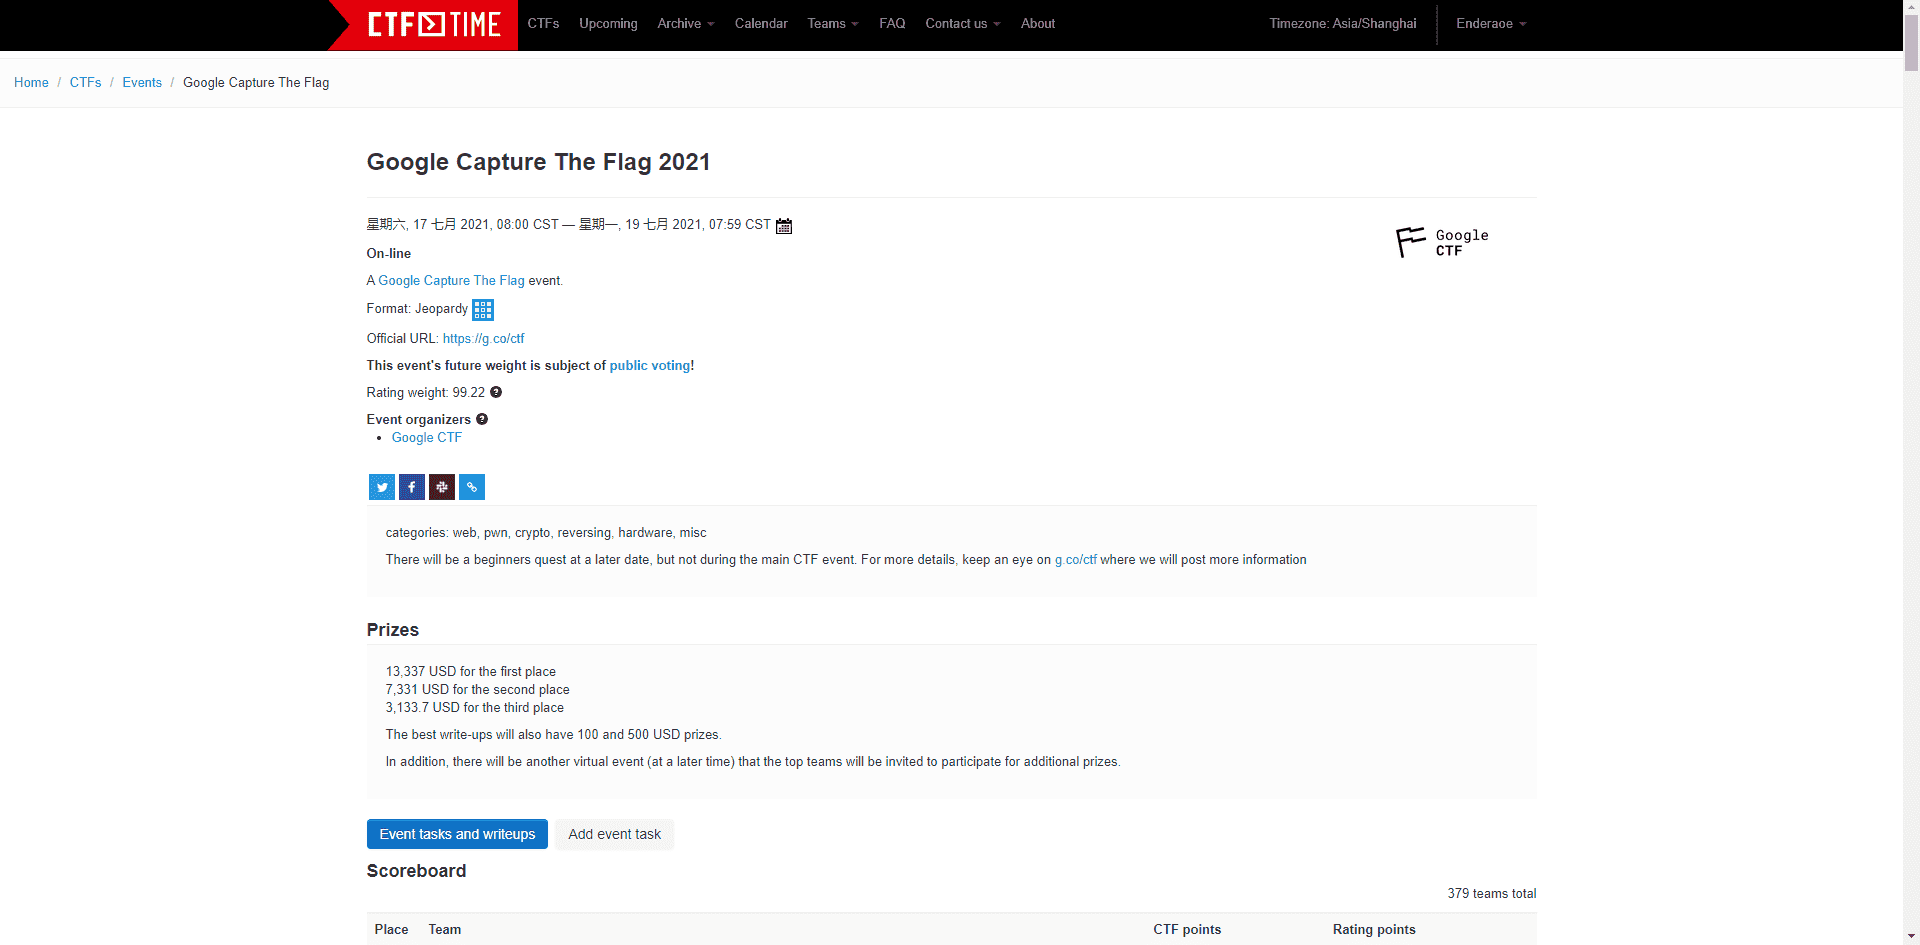 CTF TIME CTFs Upcoming Archive Calendar Teams FAQ Contact us About Timezone: Asia/Shanghai Enderaoe
Home / CTFs / Events / Google Capture The Flag
Google Capture The Flag 2021
星期六, 17 七月 2021, 08:00 CST — 星期一, 19 七月 2021, 07:59 CST
On-line
Google
CTF
A Google Capture The Flag event.
Format: Jeopardy
Official URL: https://g.co/ctf
This event's future weight is subject of public voting!
Rating weight: 99.22
Event organizers
Google CTF
categories: web, pwn, crypto, reversing, hardware, misc
There will be a beginners quest at a later date, but not during the main CTF event. For more details, keep an eye on g.co/ctf where we will post more information
Prizes
13,337 USD for the first place
7,331 USD for the second place
3,133.7 USD for the third place
The best write-ups will also have 100 and 500 USD prizes.
In addition, there will be another virtual event (at a later time) that the top teams will be invited to participate for additional prizes.
Event tasks and writeups Add event task
Scoreboard
379 teams total
Place Team CTF points Rating points